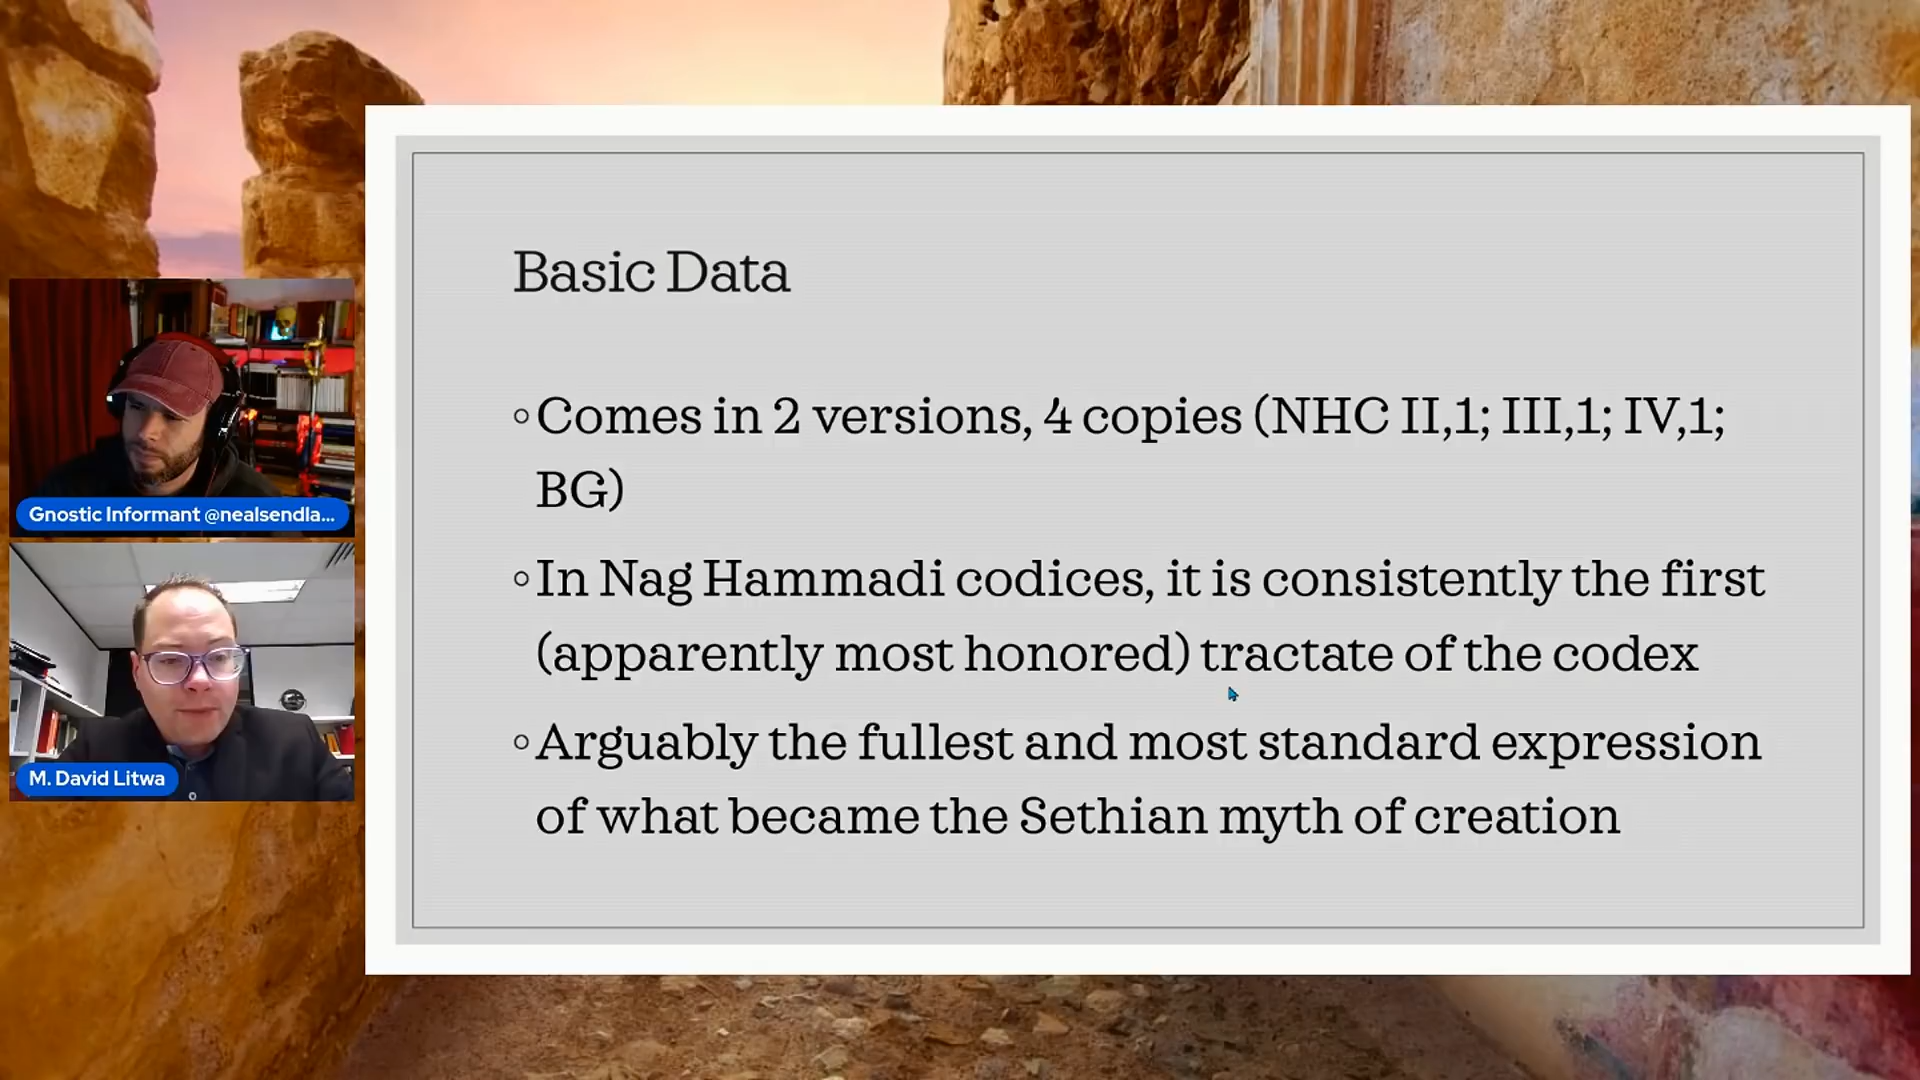 Basic Data
◦Comes in 2 versions, 4 copies (NHC II,1; III,1; IV,1;
BG)
◦In Nag Hammadi codices, it is consistently the first
(apparently most honored) tractate of the codex
◦Arguably the fullest and most standard expression
of what became the Sethian myth of creation
Gnostic Informant @nealsendla...
M. David Litwa